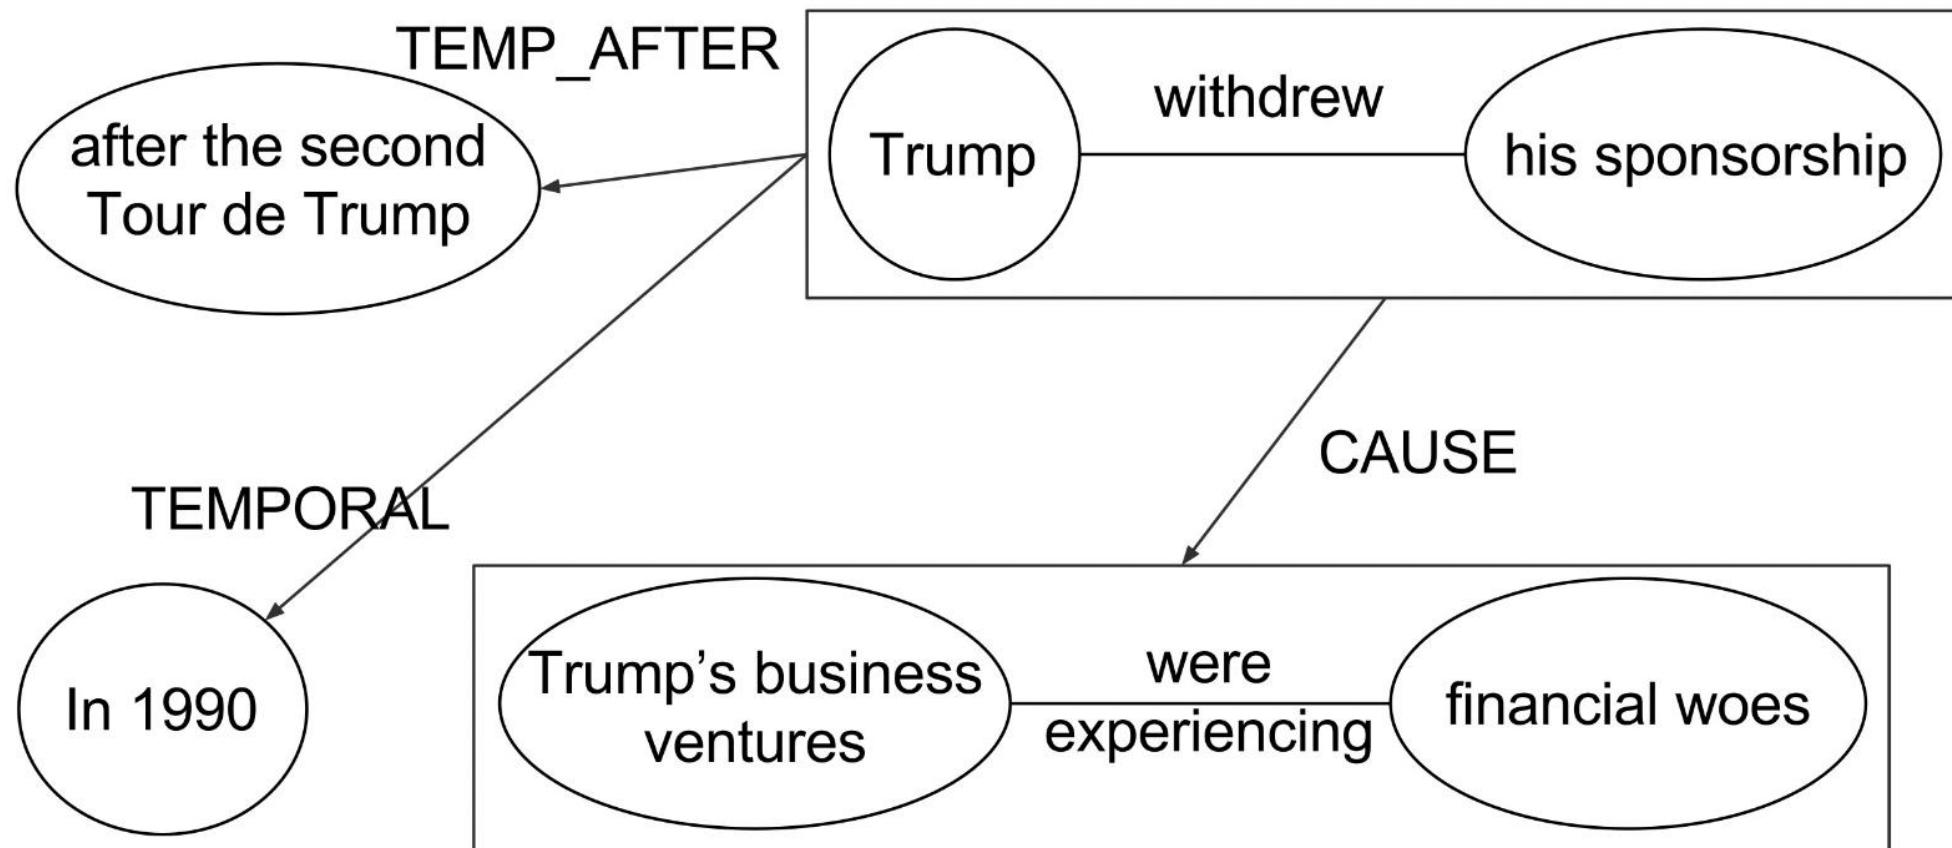 TEMP_AFTER
after the second
Tour de Trump
Trump
withdrew
his sponsorship
TEMPORAL
CAUSE
In 1990
Trump’s business
ventures
were
experiencing
financial woes